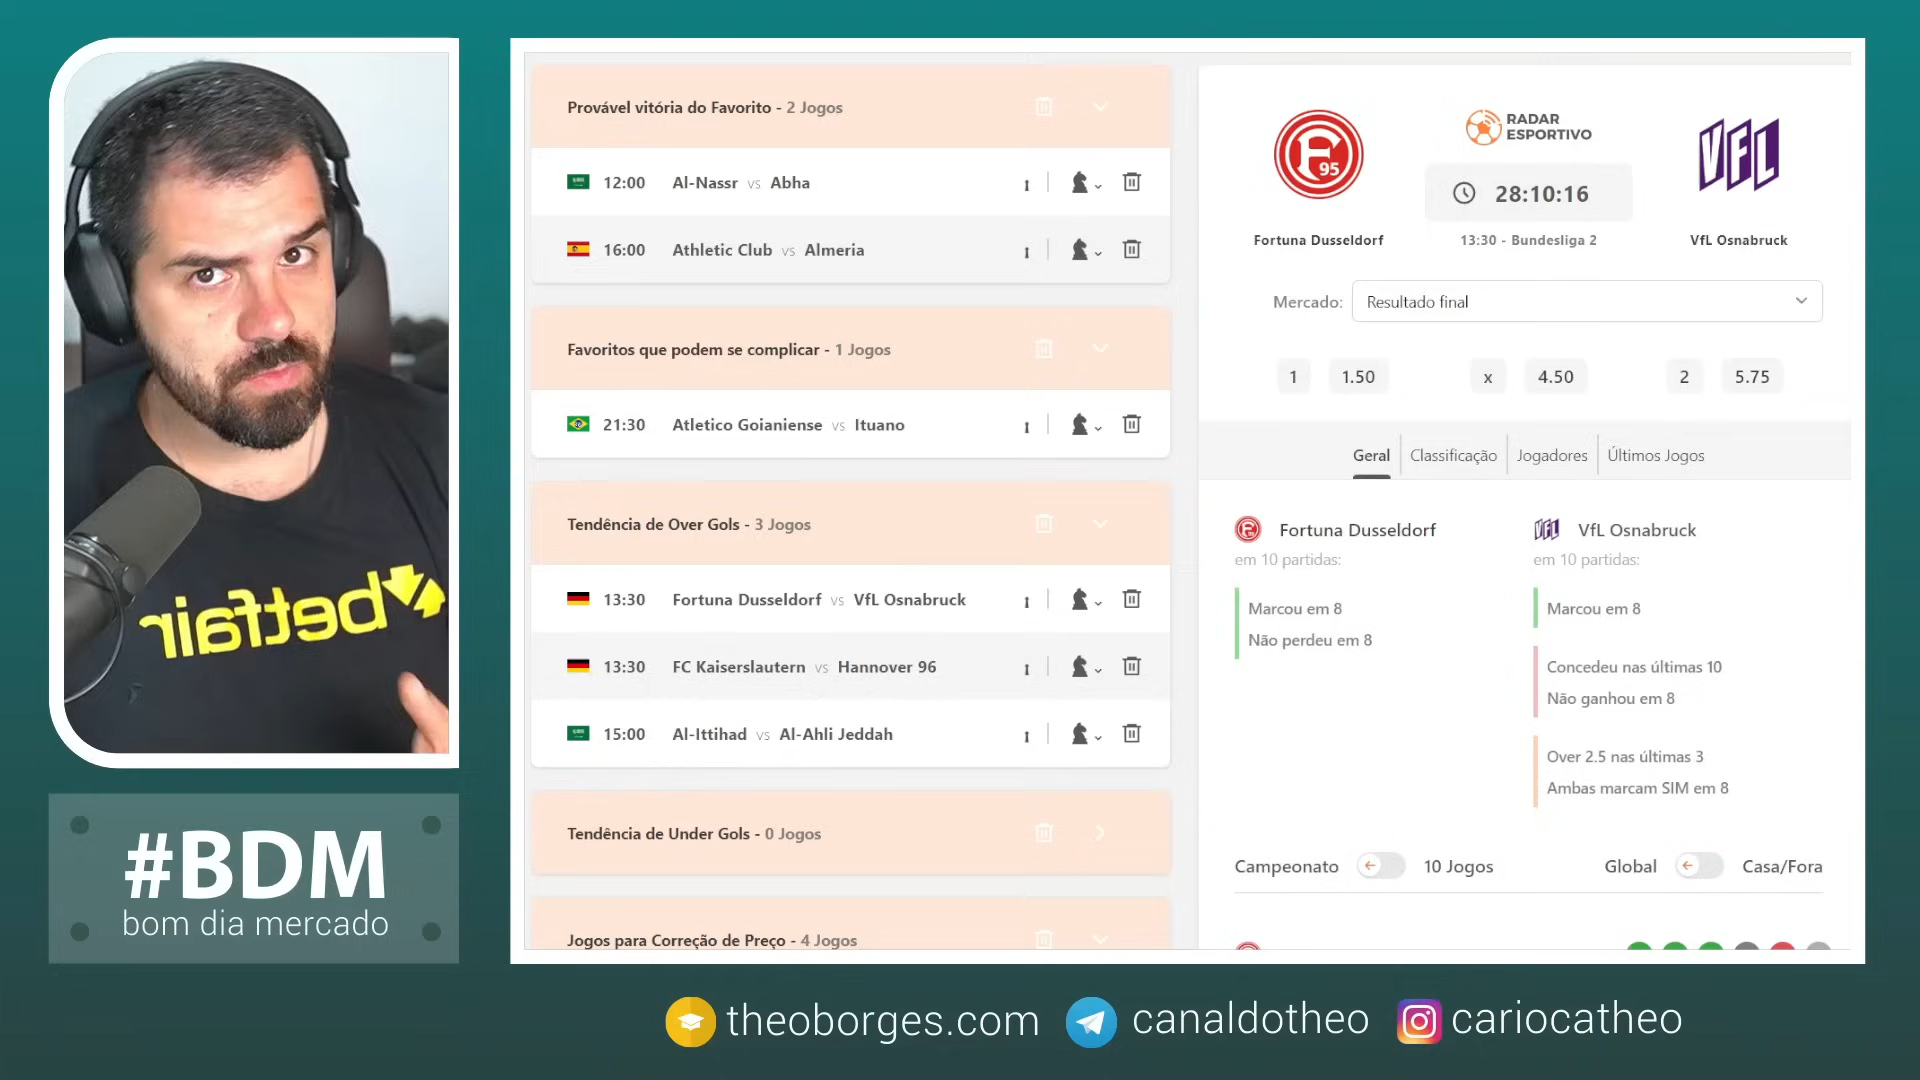 betfair
#BDM
bom dia mercado
Provável vitória do Favorito - 2 Jogos
12:00 Al-Nassr vs Abha
16:00 Athletic Club vs Almeria
Favoritos que podem se complicar - 1 Jogos
21:30 Atletico Goianiense vs Ituano
Tendência de Over Gols - 3 Jogos
13:30 Fortuna Dusseldorf vs VfL Osnabruck
13:30 FC Kaiserslautern vs Hannover 96
15:00 Al-Ittihad vs Al-Ahli Jeddah
Tendência de Under Gols - 0 Jogos
Jogos para Correção de Preço - 4 Jogos
F 95
RADAR ESPORTIVO
VFL
28:10:16
Fortuna Dusseldorf
13:30 - Bundesliga 2
VfL Osnabruck
Mercado: Resultado final
1 1.50 x 4.50 2 5.75
Geral Classificação Jogadores Últimos Jogos
Fortuna Dusseldorf
em 10 partidas:
Marcou em 8
Não perdeu em 8
VfL Osnabruck
em 10 partidas:
Marcou em 8
Concedeu nas últimas 10
Não ganhou em 8
Over 2.5 nas últimas 3
Ambas marcam SIM em 8
Campeonato 10 Jogos Global Casa/Fora
theoborges.com canaldotheo cariocatheo